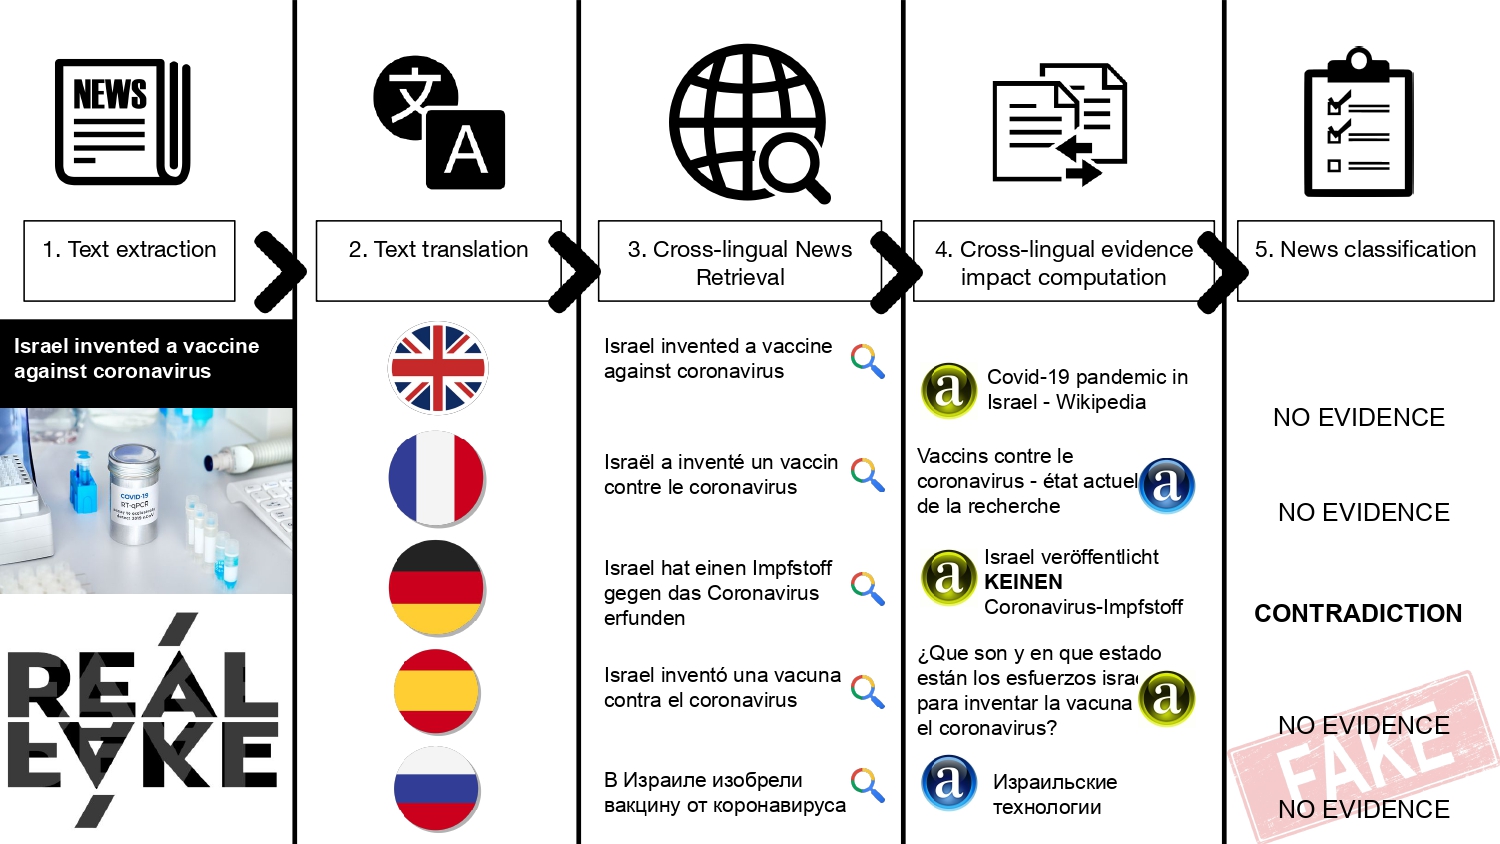 NEWS
文
A
1. Text extraction
2. Text translation
3. Cross-lingual News
Retrieval
4. Cross-lingual evidence
impact computation
5. News classification
Israel invented a vaccine
against coronavirus
COVID-19
RT-qPCR
REAL
FAKE
Israel invented a vaccine
against coronavirus
Israël a inventé un vaccin
contre le coronavirus
Israel hat einen Impfstoff
gegen das Coronavirus
erfunden
Israel inventó una vacuna
contra el coronavirus
В Израиле изобрели
вакцину от коронавируса
a
Covid-19 pandemic in
Israel - Wikipedia
Vaccins contre le
coronavirus - état actuel
de la recherche
a
a
Israel veröffentlicht
KEINEN
Coronavirus-Impfstoff
¿Que son y en que estado
están los esfuerzos israe
para inventar la vacuna
el coronavirus?
a
a
Израильские
технологии
NO EVIDENCE
NO EVIDENCE
CONTRADICTION
NO EVIDENCE
FAKE
NO EVIDENCE